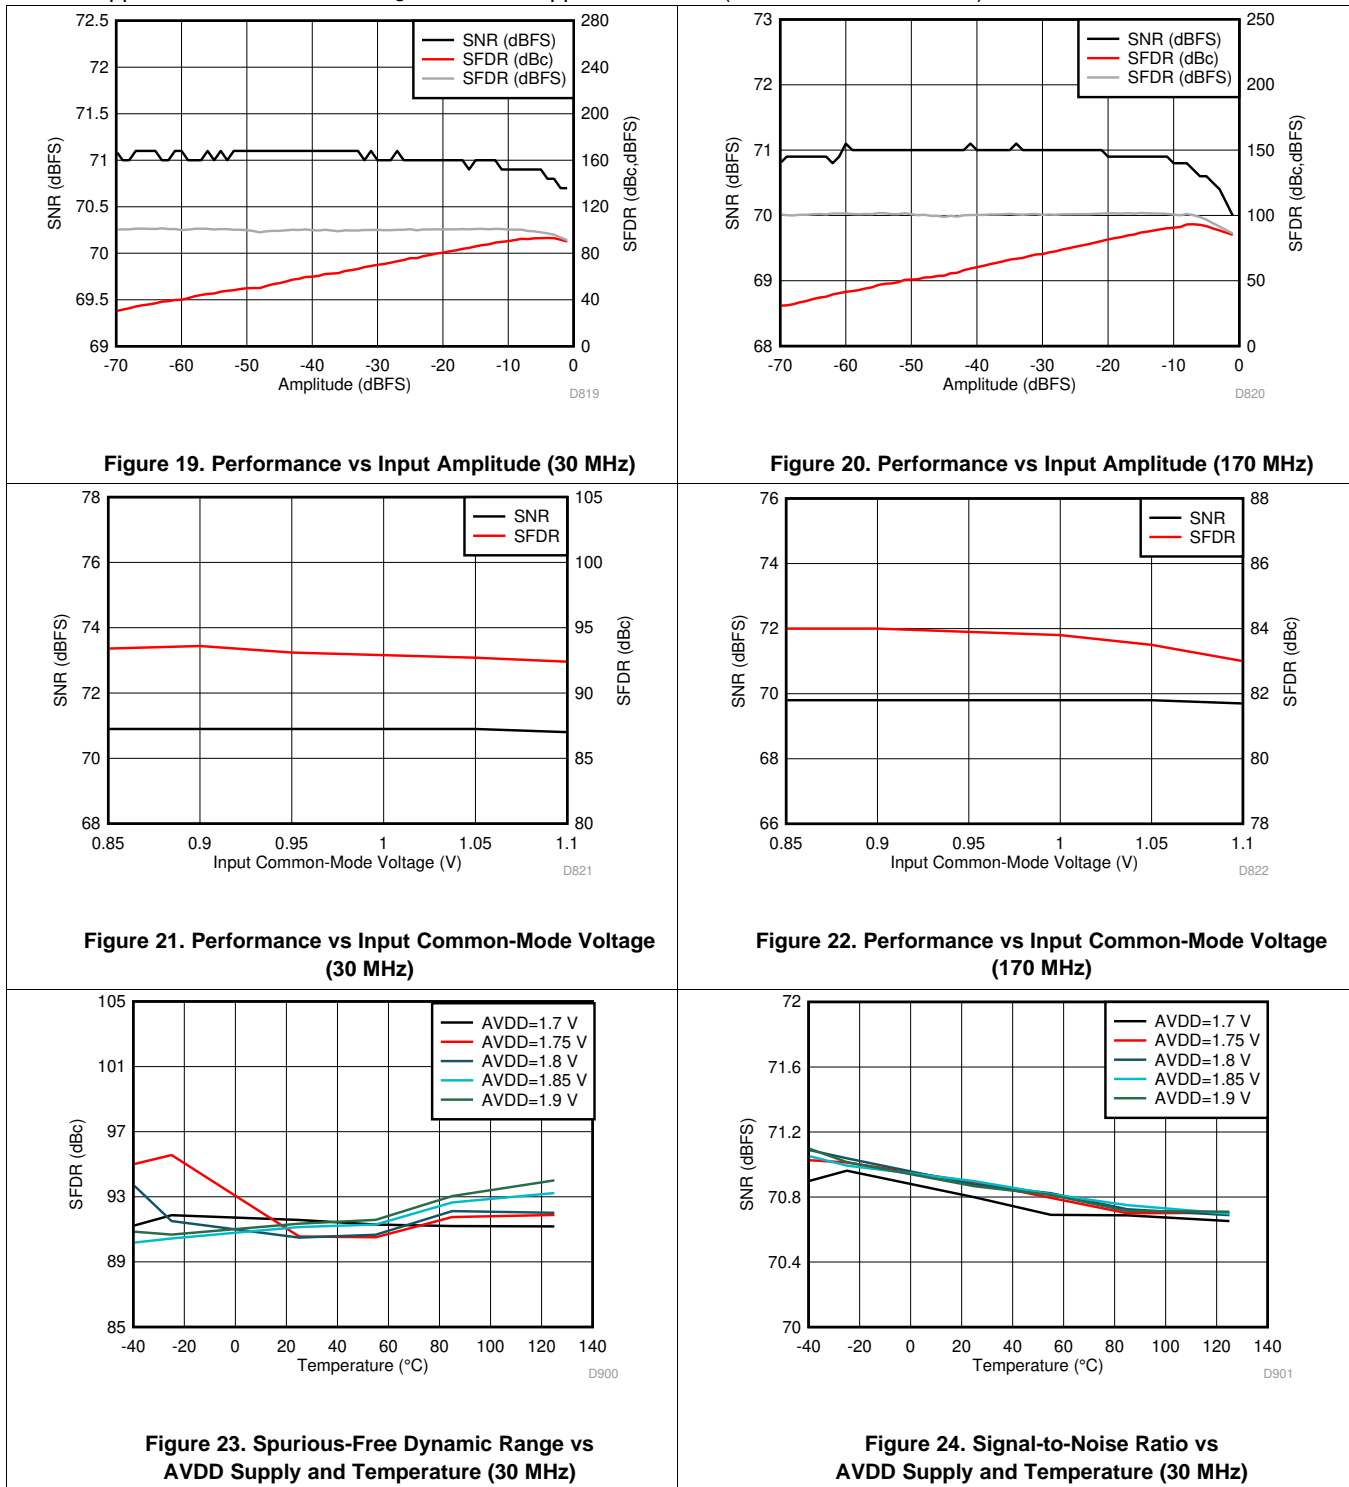 72.5
72
71.5
71
70.5
70
69.5
69
280
240
200
160
120
80
40
0
SNR (dBFS)
SFDR (dBc,dBFS)
SNR (dBFS)
SFDR (dBc)
SFDR (dBFS)
-70 -60 -50 -40 -30 -20 -10 0
Amplitude (dBFS)
D819
Figure 19. Performance vs Input Amplitude (30 MHz)
73
72
71
70
69
68
250
200
150
100
50
0
SNR (dBFS)
SFDR (dBc,dBFS)
SNR (dBFS)
SFDR (dBc)
SFDR (dBFS)
-70 -60 -50 -40 -30 -20 -10 0
Amplitude (dBFS)
D820
Figure 20. Performance vs Input Amplitude (170 MHz)
78
76
74
72
70
68
105
100
95
90
85
80
SNR (dBFS)
SFDR (dBc)
SNR
SFDR
0.85 0.9 0.95 1 1.05 1.1
Input Common-Mode Voltage (V)
D821
Figure 21. Performance vs Input Common-Mode Voltage
(30 MHz)
76
74
72
70
68
66
88
86
84
82
80
78
SNR (dBFS)
SFDR (dBc)
SNR
SFDR
0.85 0.9 0.95 1 1.05 1.1
Input Common-Mode Voltage (V)
D822
Figure 22. Performance vs Input Common-Mode Voltage
(170 MHz)
105
101
97
93
89
85
SFDR (dBc)
AVDD=1.7 V
AVDD=1.75 V
AVDD=1.8 V
AVDD=1.85 V
AVDD=1.9 V
-40 -20 0 20 40 60 80 100 120 140
Temperature (°C)
D900
Figure 23. Spurious-Free Dynamic Range vs
AVDD Supply and Temperature (30 MHz)
72
71.6
71.2
70.8
70.4
70
SNR (dBFS)
AVDD=1.7 V
AVDD=1.75 V
AVDD=1.8 V
AVDD=1.85 V
AVDD=1.9 V
-40 -20 0 20 40 60 80 100 120 140
Temperature (°C)
D901
Figure 24. Signal-to-Noise Ratio vs
AVDD Supply and Temperature (30 MHz)